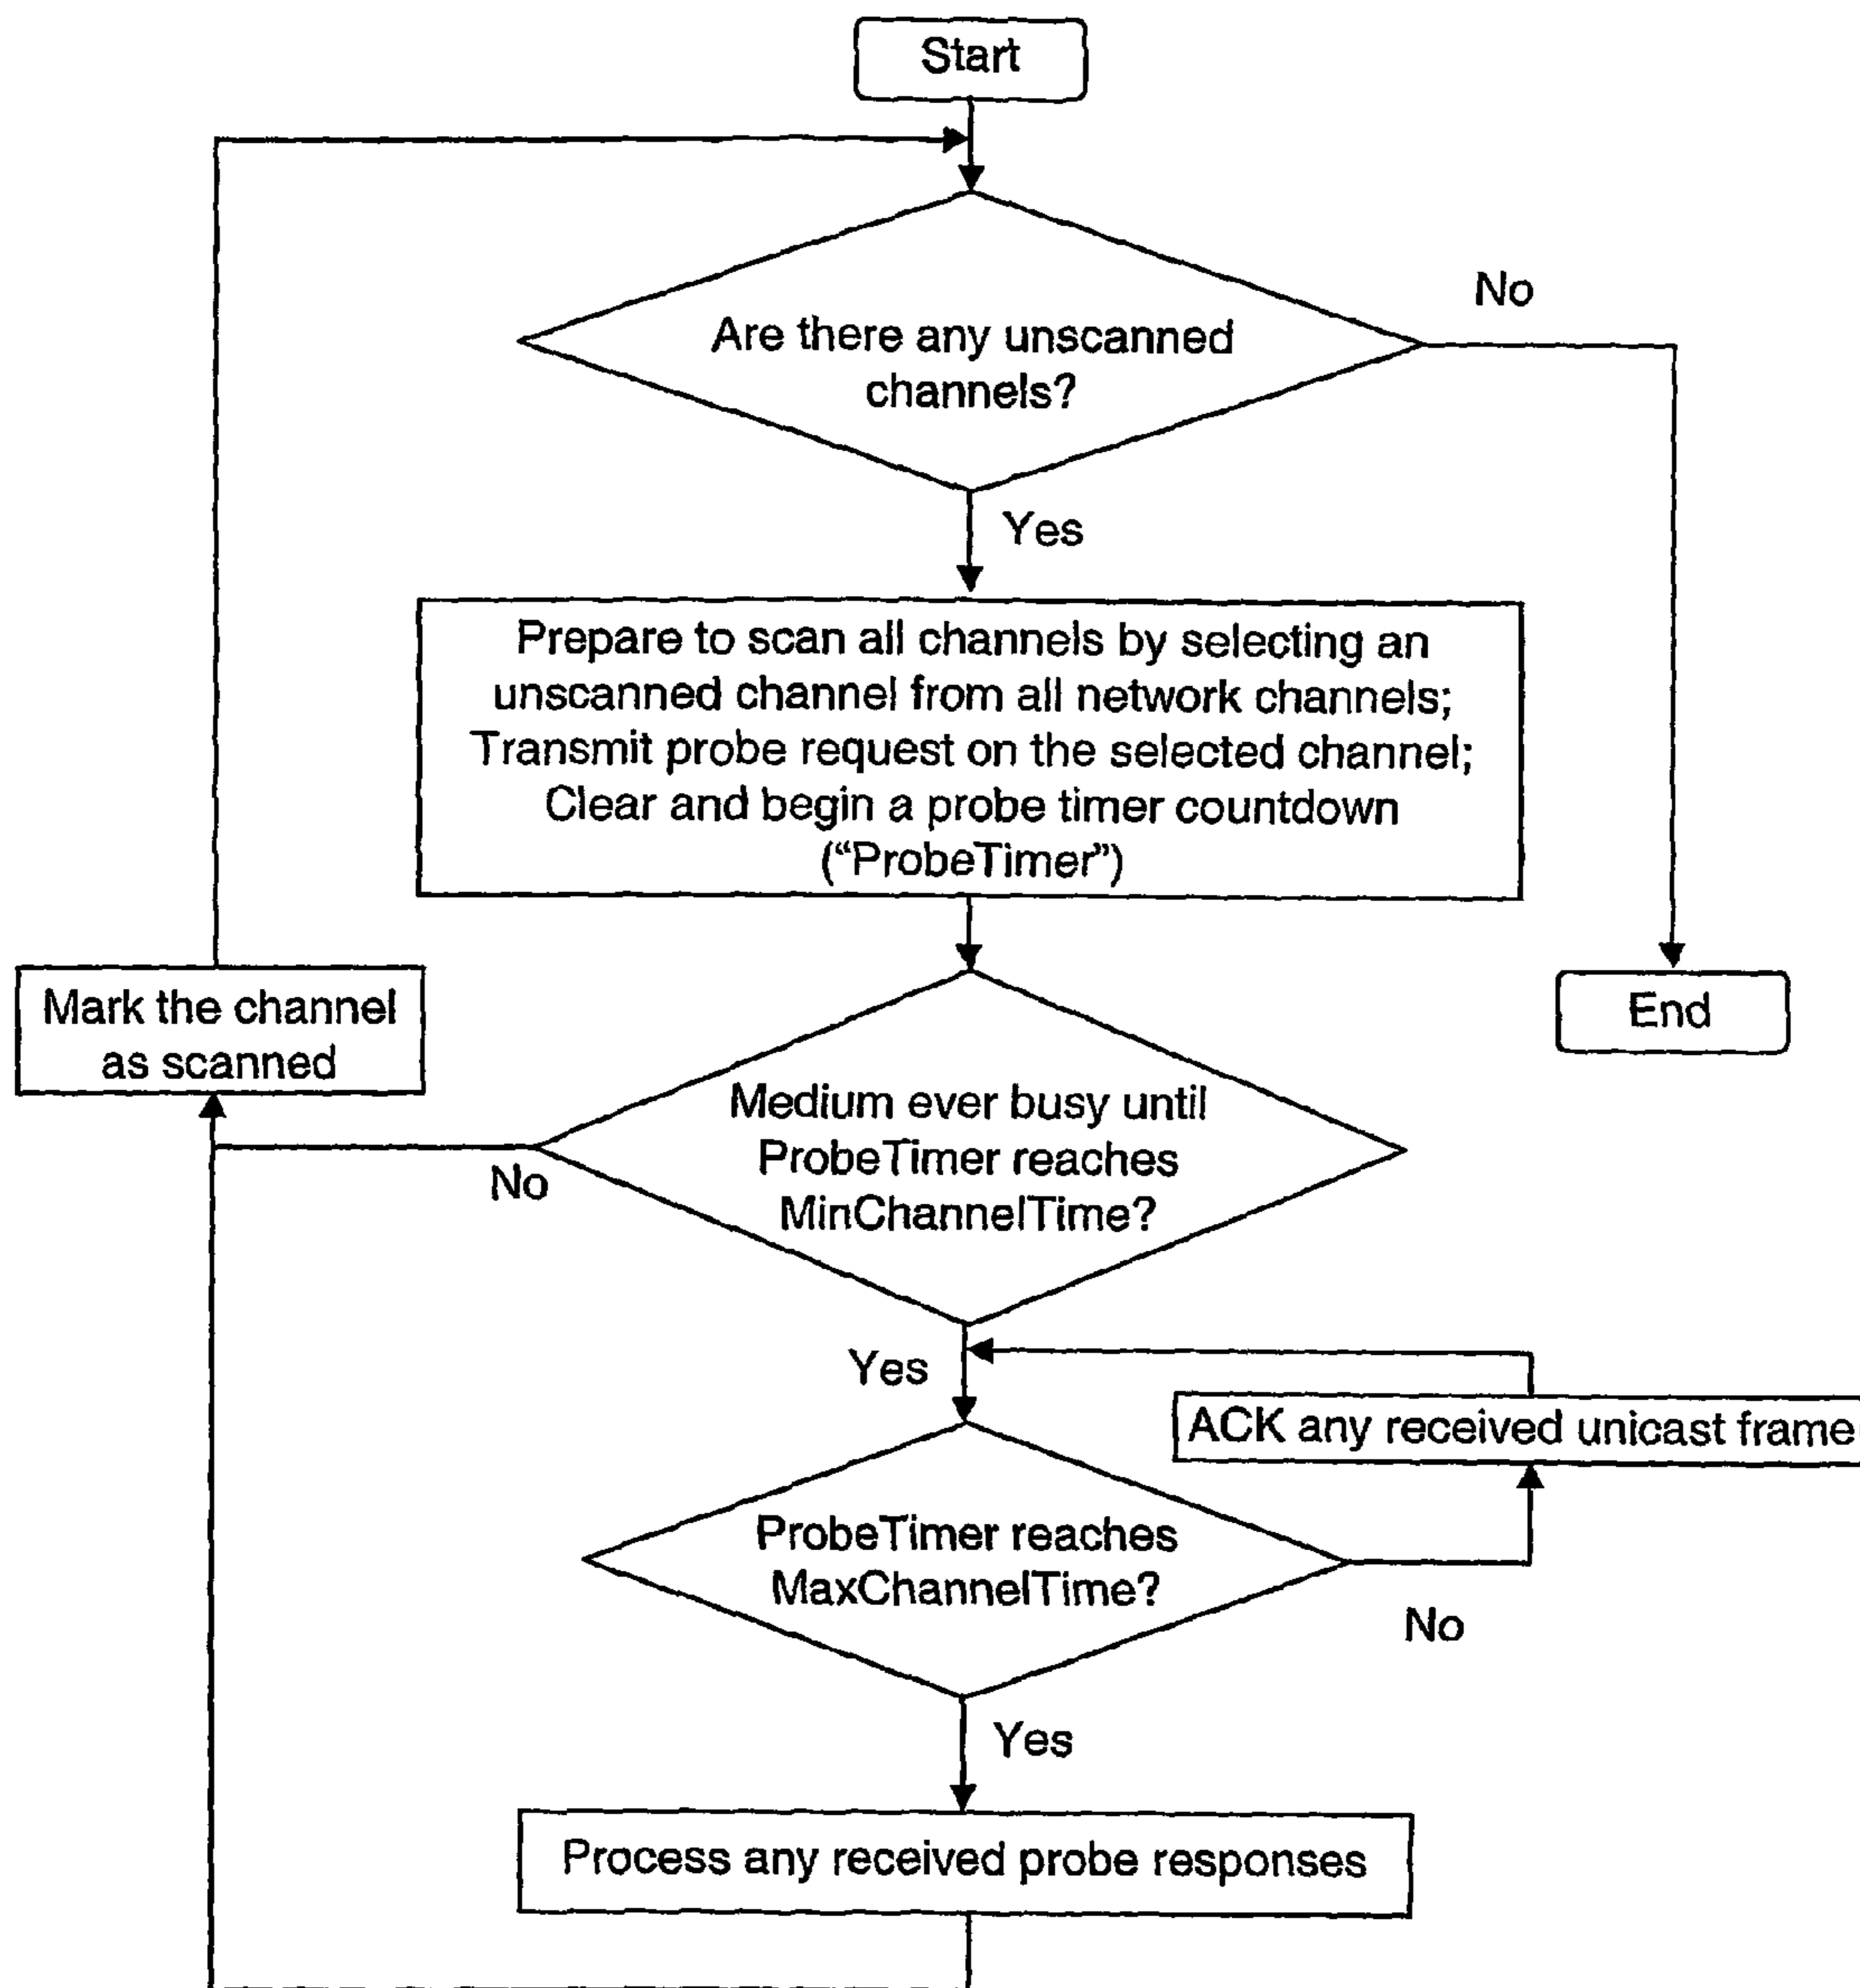 Start
Are there any unscanned
channels?
No
Yes
Prepare to scan all channels by selecting an
unscanned channel from all network channels;
Transmit probe request on the selected channel;
Clear and begin a probe timer countdown
(“ProbeTimer”)
Mark the channel
as scanned
End
Medium ever busy until
ProbeTimer reaches
MinChannelTime?
No
Yes
ACK any received unicast frame
ProbeTimer reaches
MaxChannelTime?
No
Yes
Process any received probe responses